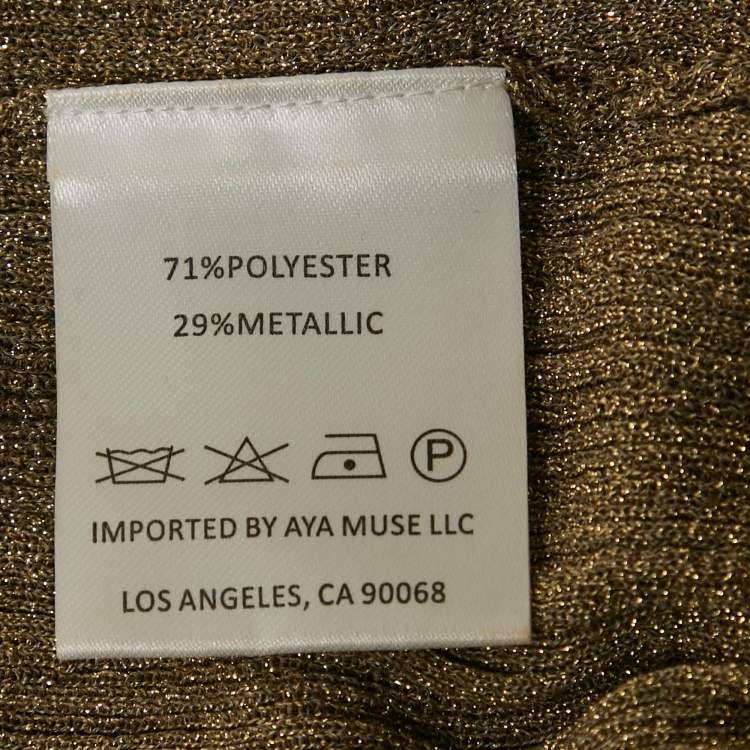 71%POLYESTER
29%METALLIC
P
IMPORTED BY AYA MUSE LLC
LOS ANGELES, CA 90068